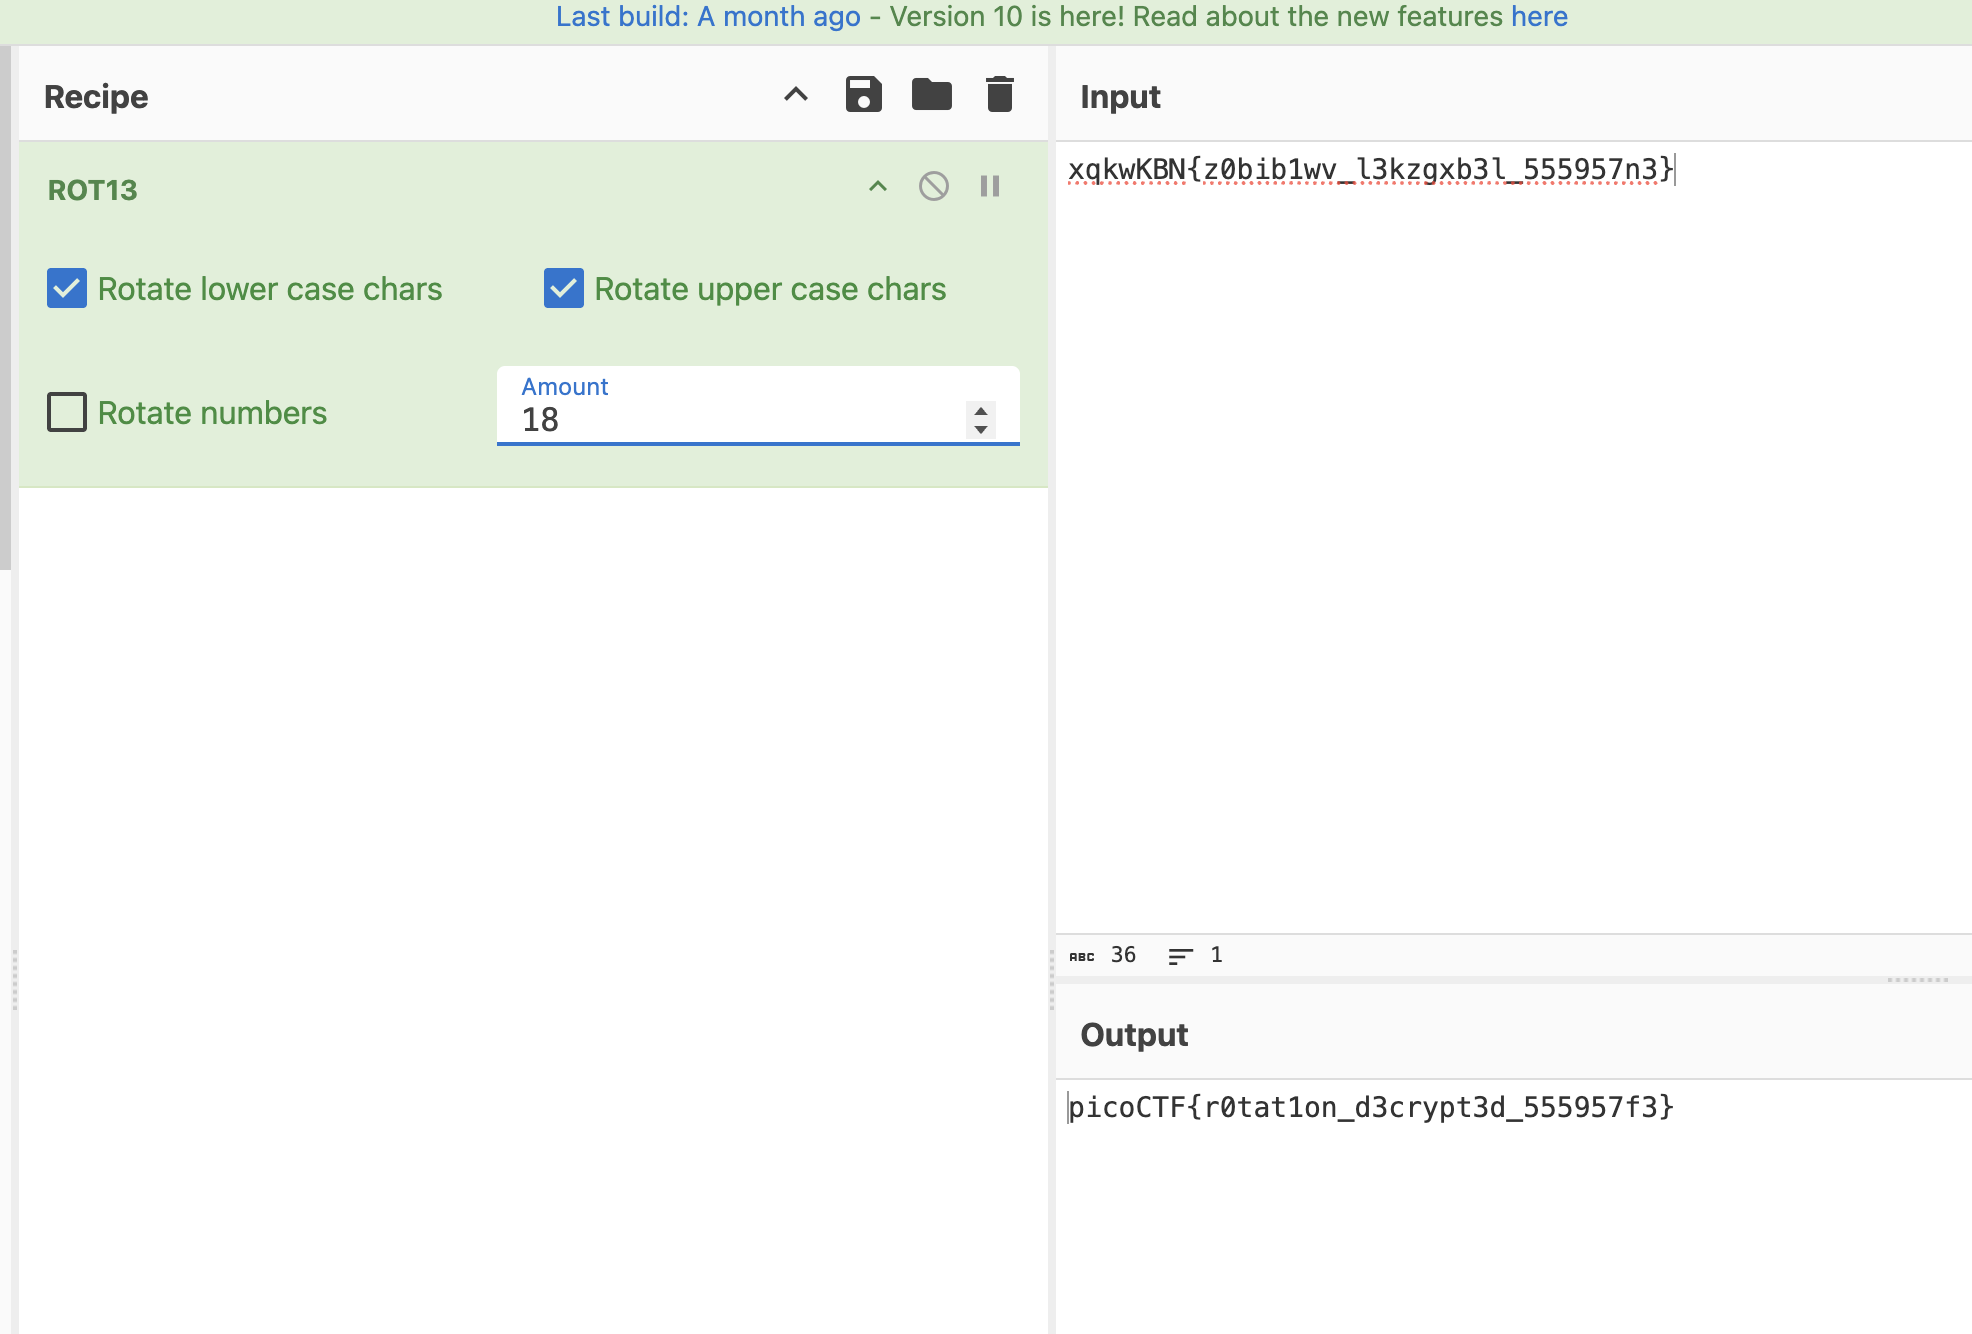 Last build: A month ago - Version 10 is here! Read about the new features here
Recipe
ROT13
Rotate lower case chars
Rotate upper case chars
Rotate numbers
Amount
18
Input
xqkwKBN{z0bib1wv_l3kzgxb3l_555957n3}
ABC 36
1
Output
picoCTF{r0tat1on_d3crypt3d_555957f3}